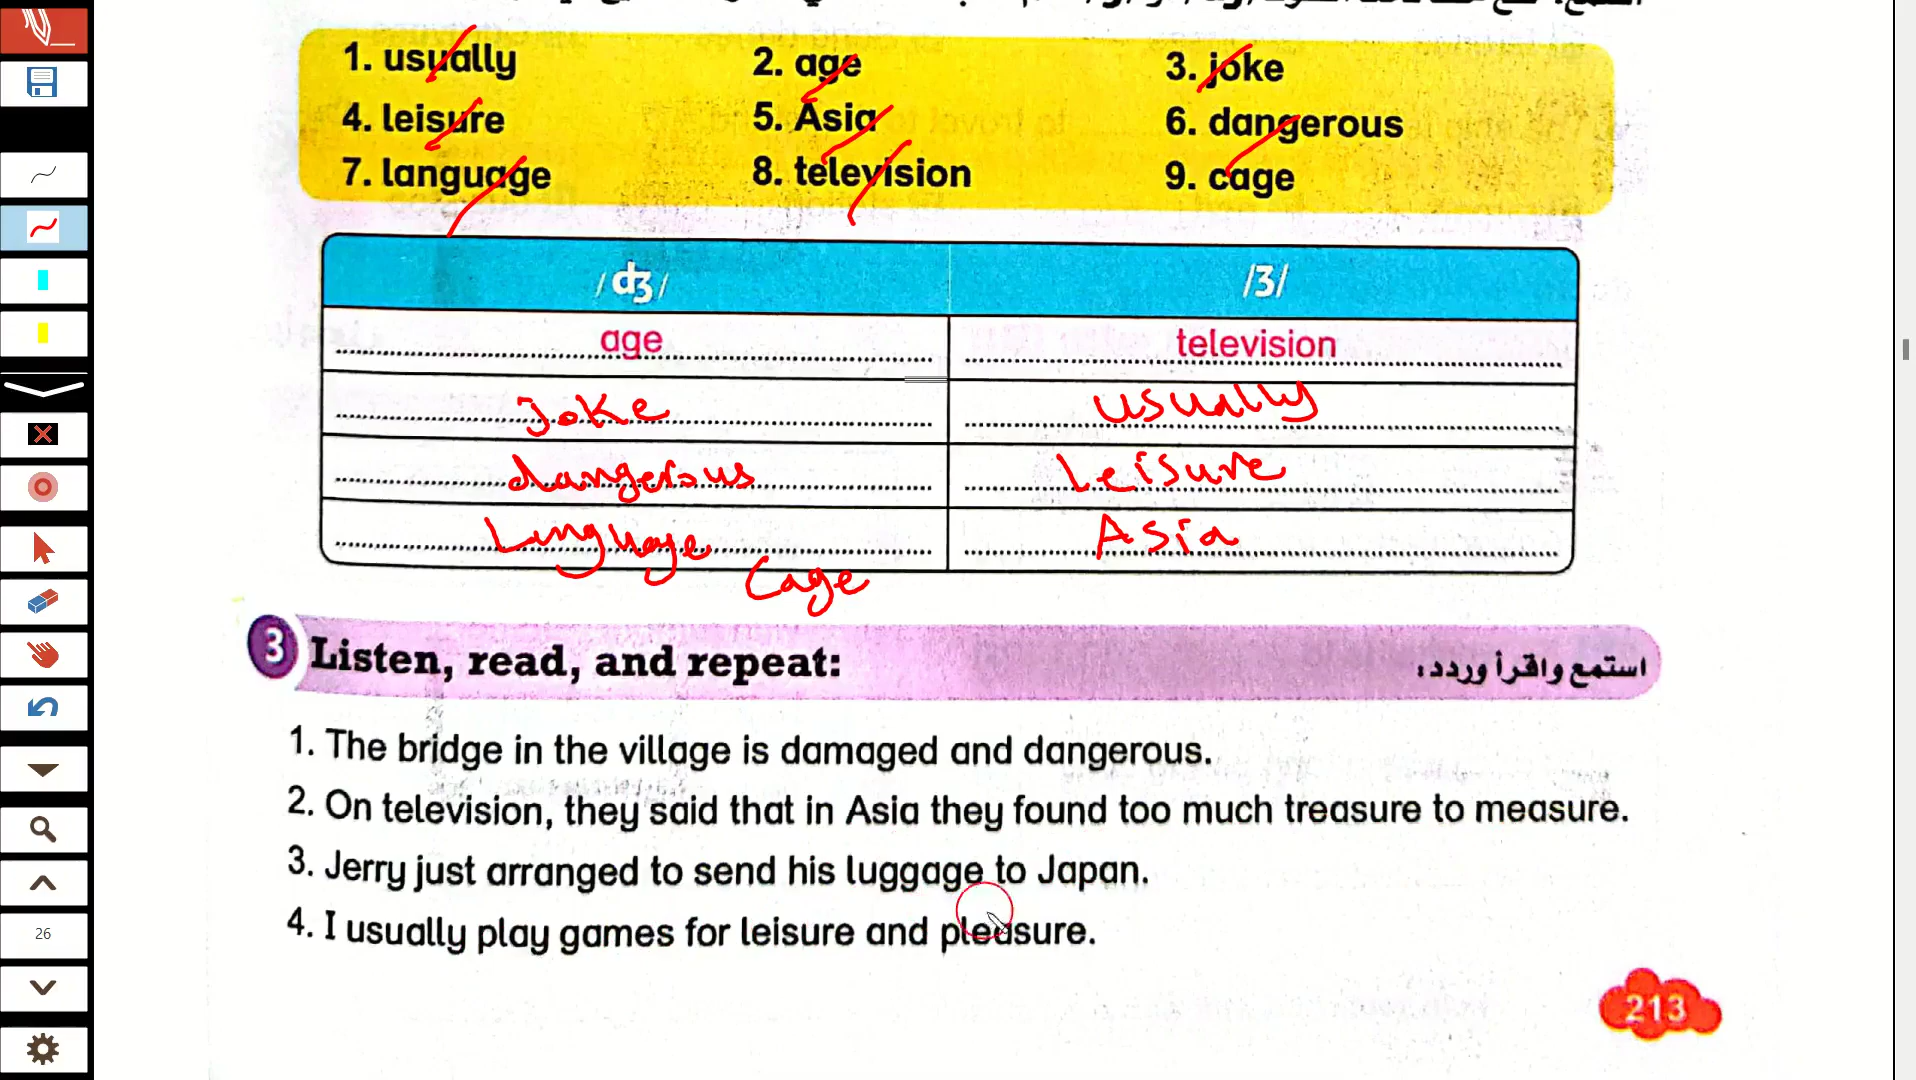 1. usually 2. age 3. joke
4. leisure 5. Asia 6. dangerous
7. language 8. television 9. cage
/ʤ/ /ʒ/
age television
Joke usually
dangerous Leisure
Language Asia
Cage
3 Listen, read, and repeat: استمع واقرأ وردد:
1. The bridge in the village is damaged and dangerous.
2. On television, they said that in Asia they found too much treasure to measure.
3. Jerry just arranged to send his luggage to Japan.
4. I usually play games for leisure and pleasure.
26
213